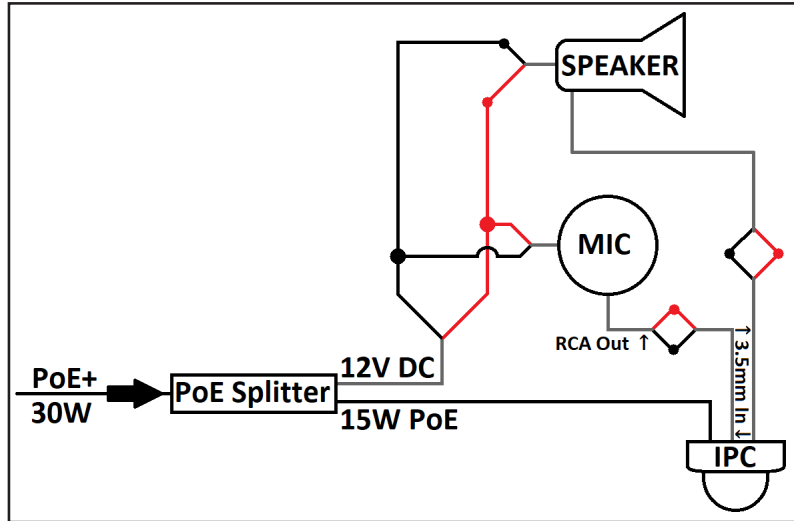 SPEAKER
MIC
RCA Out ↑
↑ 3.5mm In ↓
12V DC
PoE+
30W
PoE Splitter
15W PoE
IPC